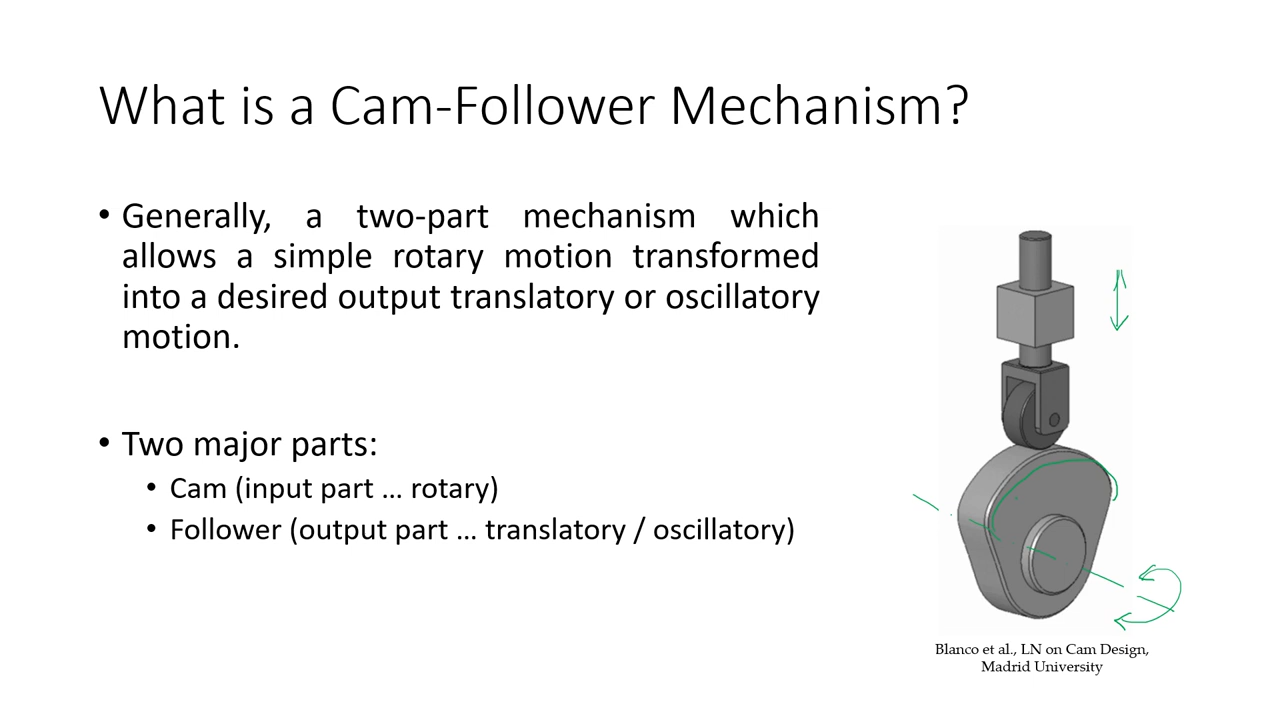 What is a Cam-Follower Mechanism?
• Generally, a two-part mechanism which
allows a simple rotary motion transformed
into a desired output translatory or oscillatory
motion.
• Two major parts:
• Cam (input part ... rotary)
• Follower (output part ... translatory / oscillatory)
Blanco et al., LN on Cam Design,
Madrid University